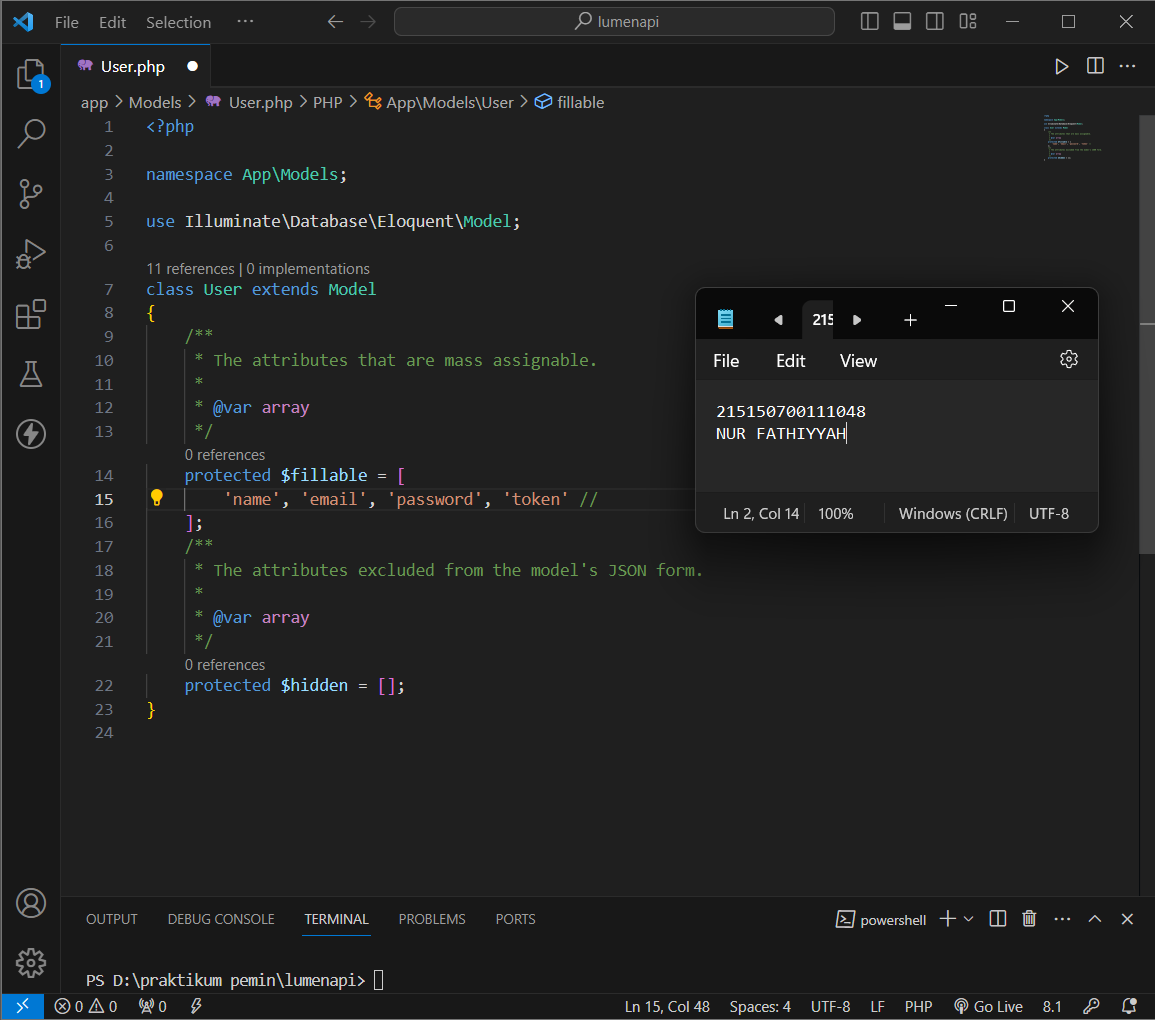 File Edit Selection ··· lumenapi
User.php
app > Models > User.php > PHP > App\Models\User > fillable
1 <?php
2
3 namespace App\Models;
4
5 use Illuminate\Database\Eloquent\Model;
6
11 references | 0 implementations
7 class User extends Model
8 {
9 /**
10 * The attributes that are mass assignable.
11 *
12 * @var array
13 */
0 references
14 protected $fillable = [
15 'name', 'email', 'password', 'token' //
16 ];
17 /**
18 * The attributes excluded from the model's JSON form.
19 *
20 * @var array
21 */
0 references
22 protected $hidden = [];
23 }
24
215
File Edit View
215150700111048
NUR FATHIYYAH
Ln 2, Col 14 100% Windows (CRLF) UTF-8
1
OUTPUT DEBUG CONSOLE TERMINAL PROBLEMS PORTS powershell
PS D:\praktikum pemin\lumenapi>
0 0 0 Ln 15, Col 48 Spaces: 4 UTF-8 LF PHP Go Live 8.1